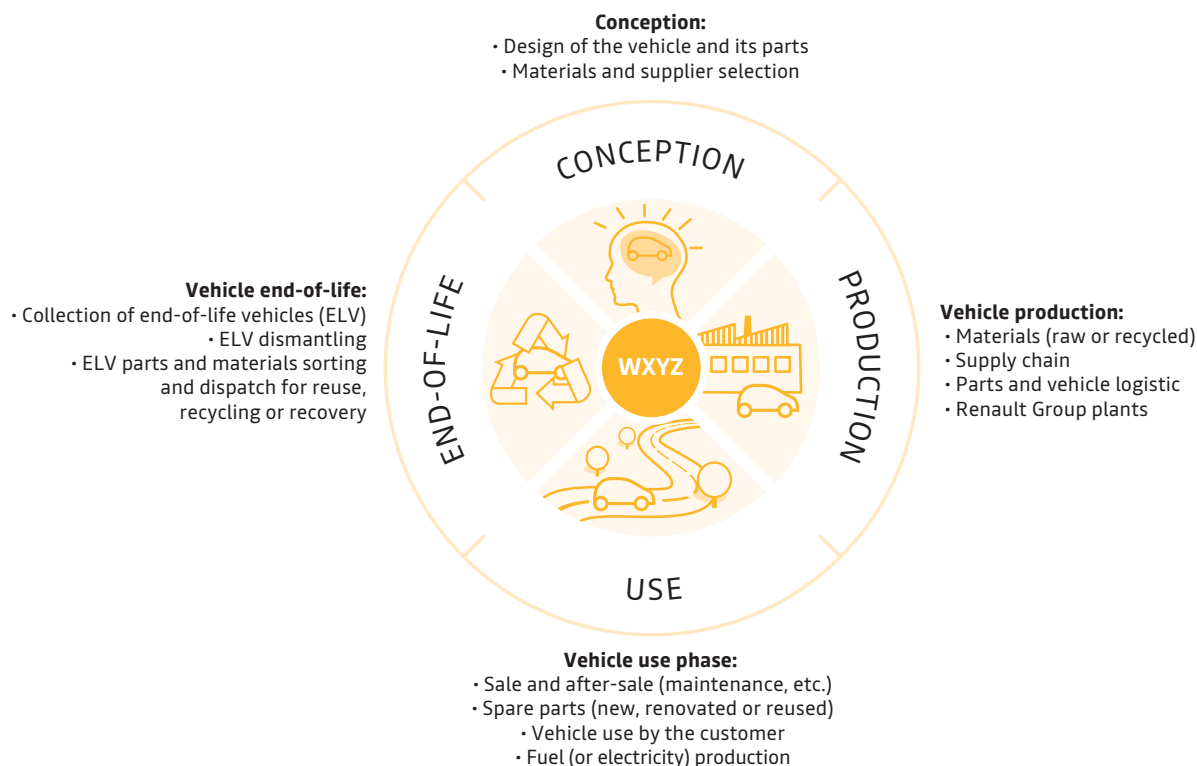 Conception:
• Design of the vehicle and its parts
• Materials and supplier selection
CONCEPTION
PRODUCTION
END-OF-LIFE
USE
WXYZ
Vehicle end-of-life:
• Collection of end-of-life vehicles (ELV)
• ELV dismantling
• ELV parts and materials sorting
and dispatch for reuse,
recycling or recovery
Vehicle production:
• Materials (raw or recycled)
• Supply chain
• Parts and vehicle logistic
• Renault Group plants
Vehicle use phase:
• Sale and after-sale (maintenance, etc.)
• Spare parts (new, renovated or reused)
• Vehicle use by the customer
• Fuel (or electricity) production